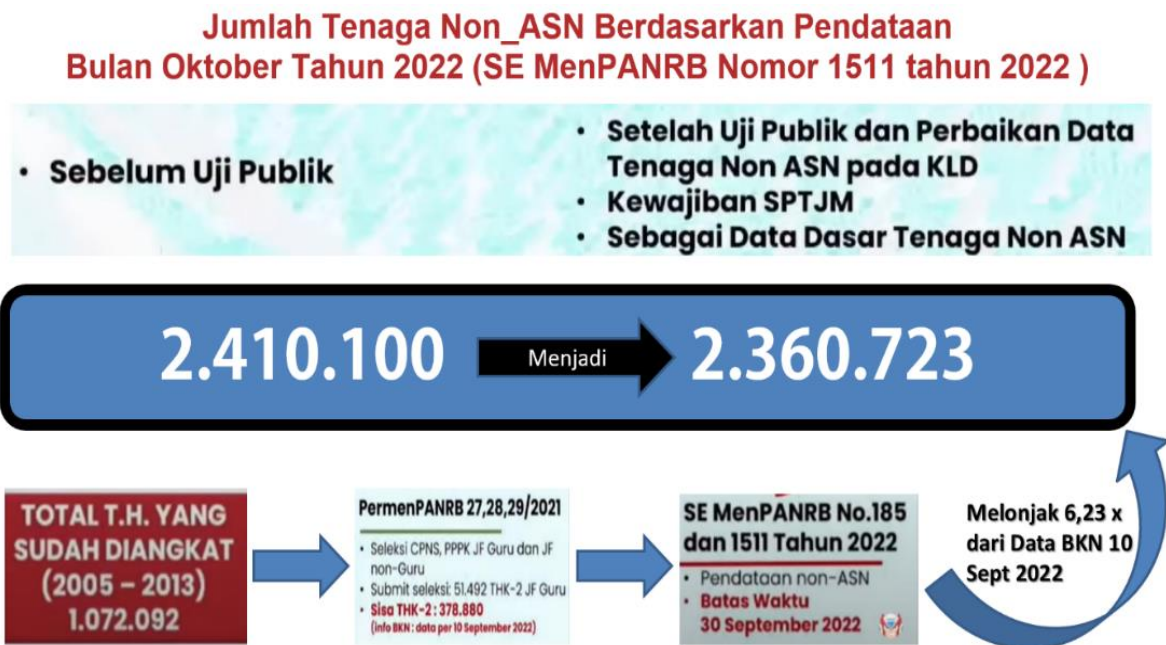 Jumlah Tenaga Non_ASN Berdasarkan Pendataan
Bulan Oktober Tahun 2022 (SE MenPANRB Nomor 1511 tahun 2022 )
• Sebelum Uji Publik
• Setelah Uji Publik dan Perbaikan Data
Tenaga Non ASN pada KLD
• Kewajiban SPTJM
• Sebagai Data Dasar Tenaga Non ASN
2.410.100
Menjadi
2.360.723
TOTAL T.H. YANG
SUDAH DIANGKAT
(2005 – 2013)
1.072.092
PermenPANRB 27,28,29/2021
• Seleksi CPNS, PPPK JF Guru dan JF
non-Guru
• Submit seleksi: 51.492 THK-2 JF Guru
• Sisa THK-2 : 378.880
(info BKN : data per 10 September 2022)
SE MenPANRB No.185
dan 1511 Tahun 2022
• Pendataan non-ASN
• Batas Waktu
30 September 2022
Melonjak 6,23 x
dari Data BKN 10
Sept 2022